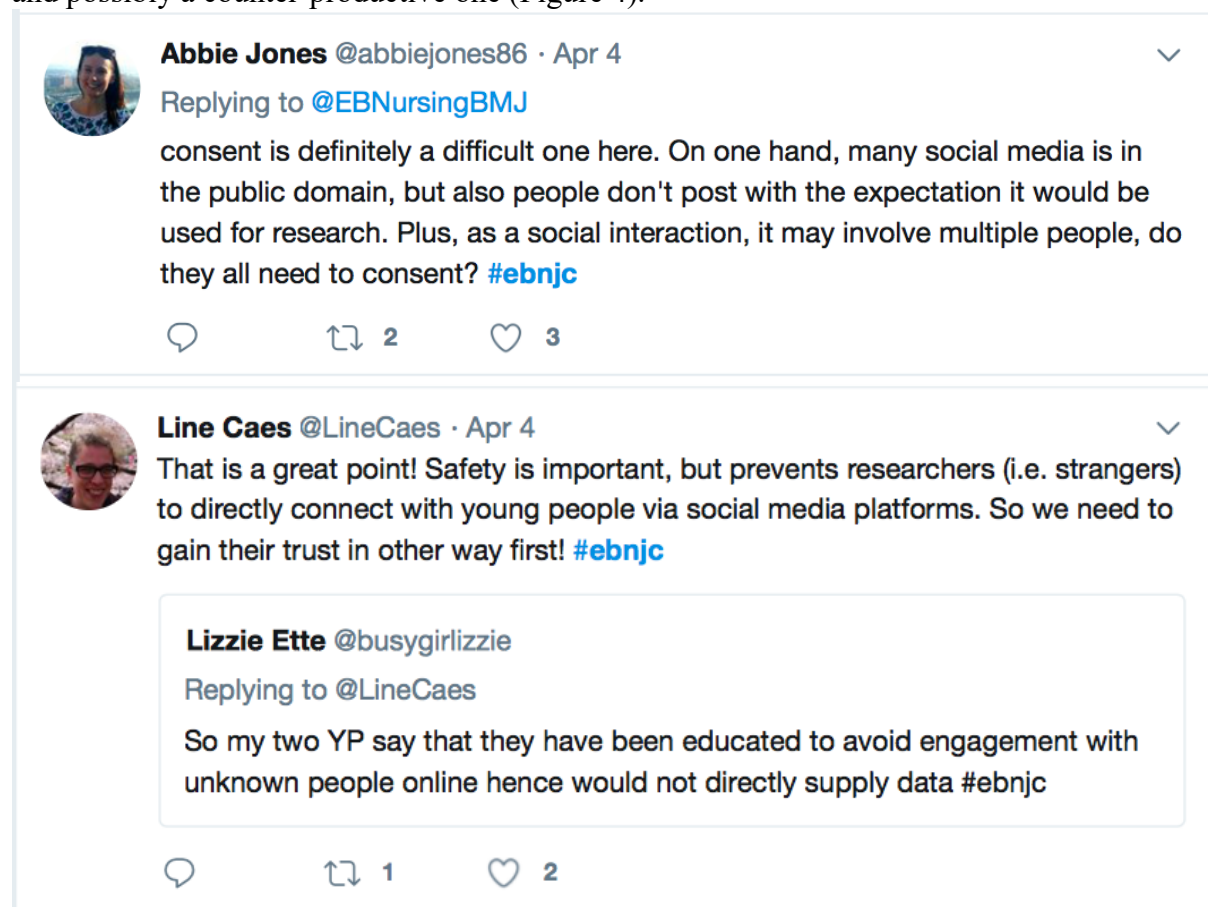 and possibly a counter-productive one (Figure 4).
Abbie Jones @abbiejones86 · Apr 4
Replying to @EBNursingBMJ
consent is definitely a difficult one here. On one hand, many social media is in
the public domain, but also people don't post with the expectation it would be
used for research. Plus, as a social interaction, it may involve multiple people, do
they all need to consent? #ebnjc
2 3
Line Caes @LineCaes · Apr 4
That is a great point! Safety is important, but prevents researchers (i.e. strangers)
to directly connect with young people via social media platforms. So we need to
gain their trust in other way first! #ebnjc
Lizzie Ette @busygirlizzie
Replying to @LineCaes
So my two YP say that they have been educated to avoid engagement with
unknown people online hence would not directly supply data #ebnjc
1 2